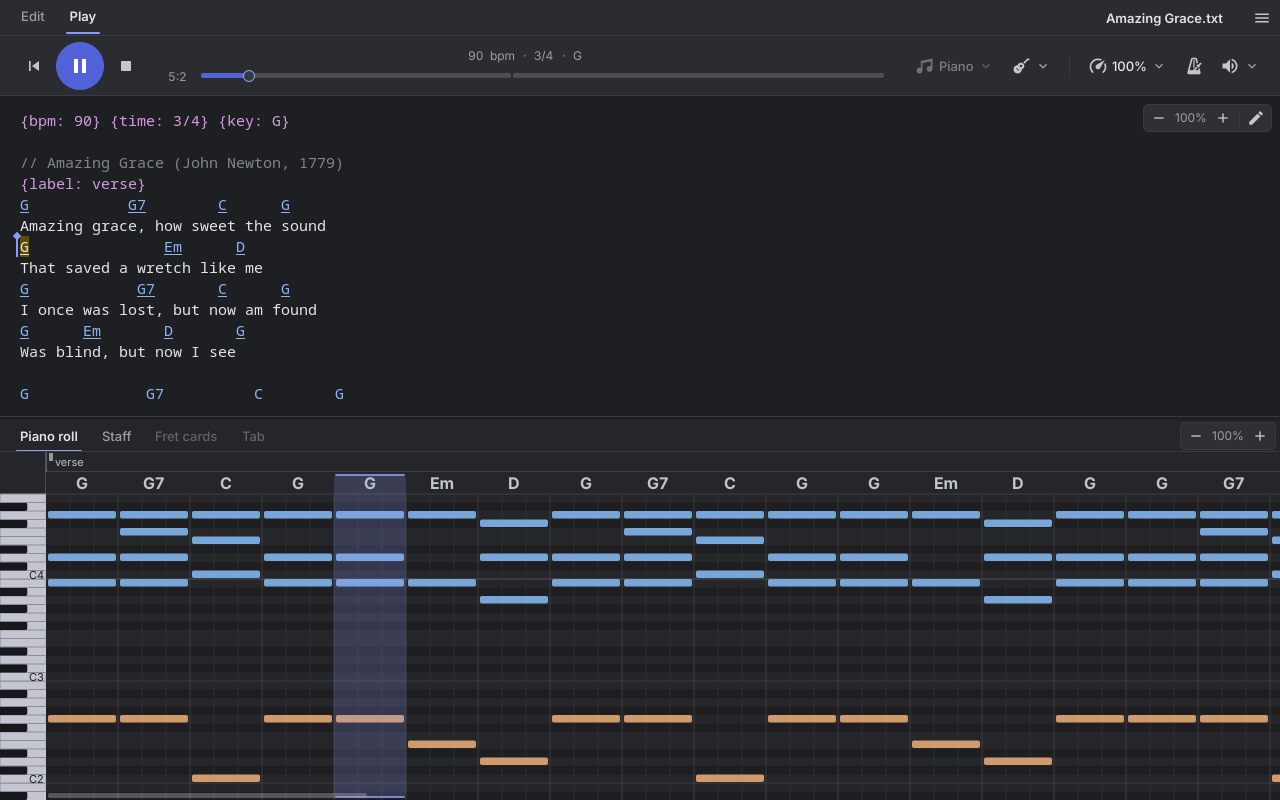 Edit Play Amazing Grace.txt
90 bpm · 3/4 · G
5:2 Piano 100%
{bpm: 90} {time: 3/4} {key: G}
100%
// Amazing Grace (John Newton, 1779)
{label: verse}
G G7 C G
Amazing grace, how sweet the sound
G Em D
That saved a wretch like me
G G7 C G
I once was lost, but now am found
G Em D G
Was blind, but now I see
G G7 C G
Piano roll Staff Fret cards Tab 100%
verse
G G7 C G G Em D G G7 C G G Em D G G G7
C4
C3
C2